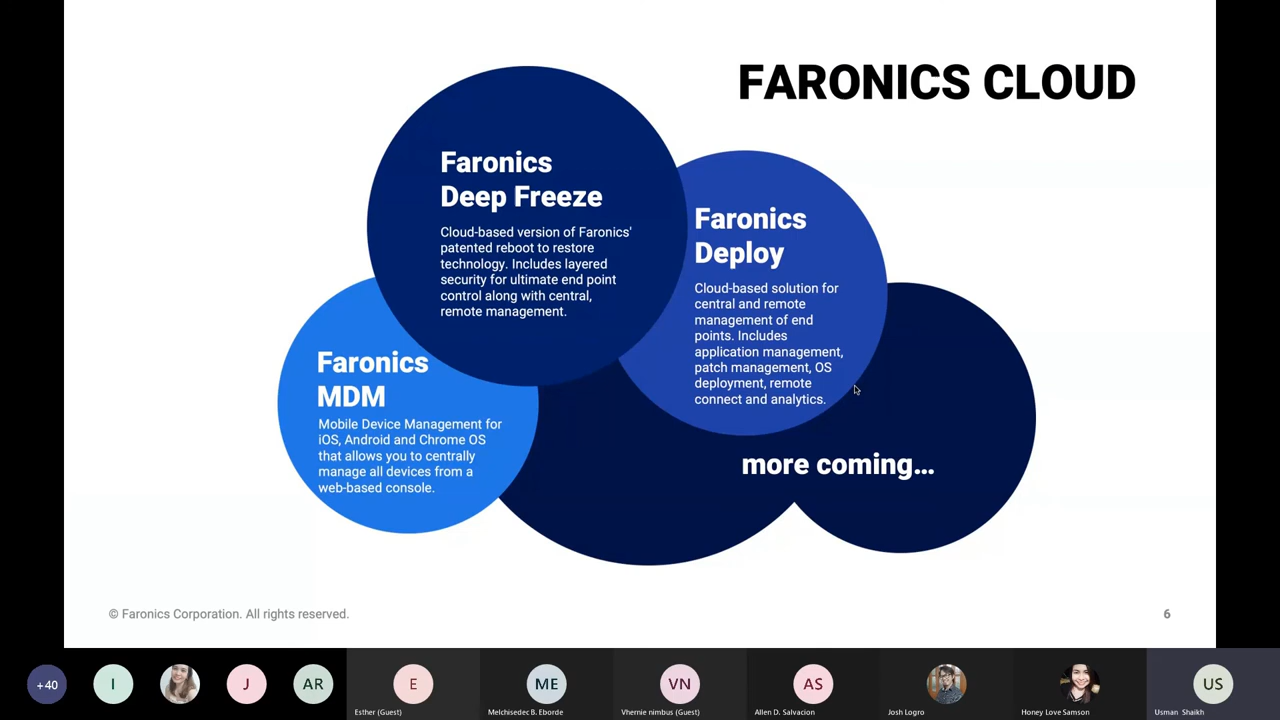 FARONICS CLOUD
Faronics
Deep Freeze
Cloud-based version of Faronics'
patented reboot to restore
technology. Includes layered
security for ultimate end point
control along with central,
remote management.
Faronics
Deploy
Cloud-based solution for
central and remote
management of end
points. Includes
application management,
patch management, OS
deployment, remote
connect and analytics.
Faronics
MDM
Mobile Device Management for
iOS, Android and Chrome OS
that allows you to centrally
manage all devices from a
web-based console.
more coming...
© Faronics Corporation. All rights reserved.
6
+40
I
J
AR
E
ME
VN
AS
US
Esther (Guest)
Melchisedec B. Eborde
Vhernie nimbus (Guest)
Allen D. Salvacion
Josh Logro
Honey Love Samson
Usman Shaikh